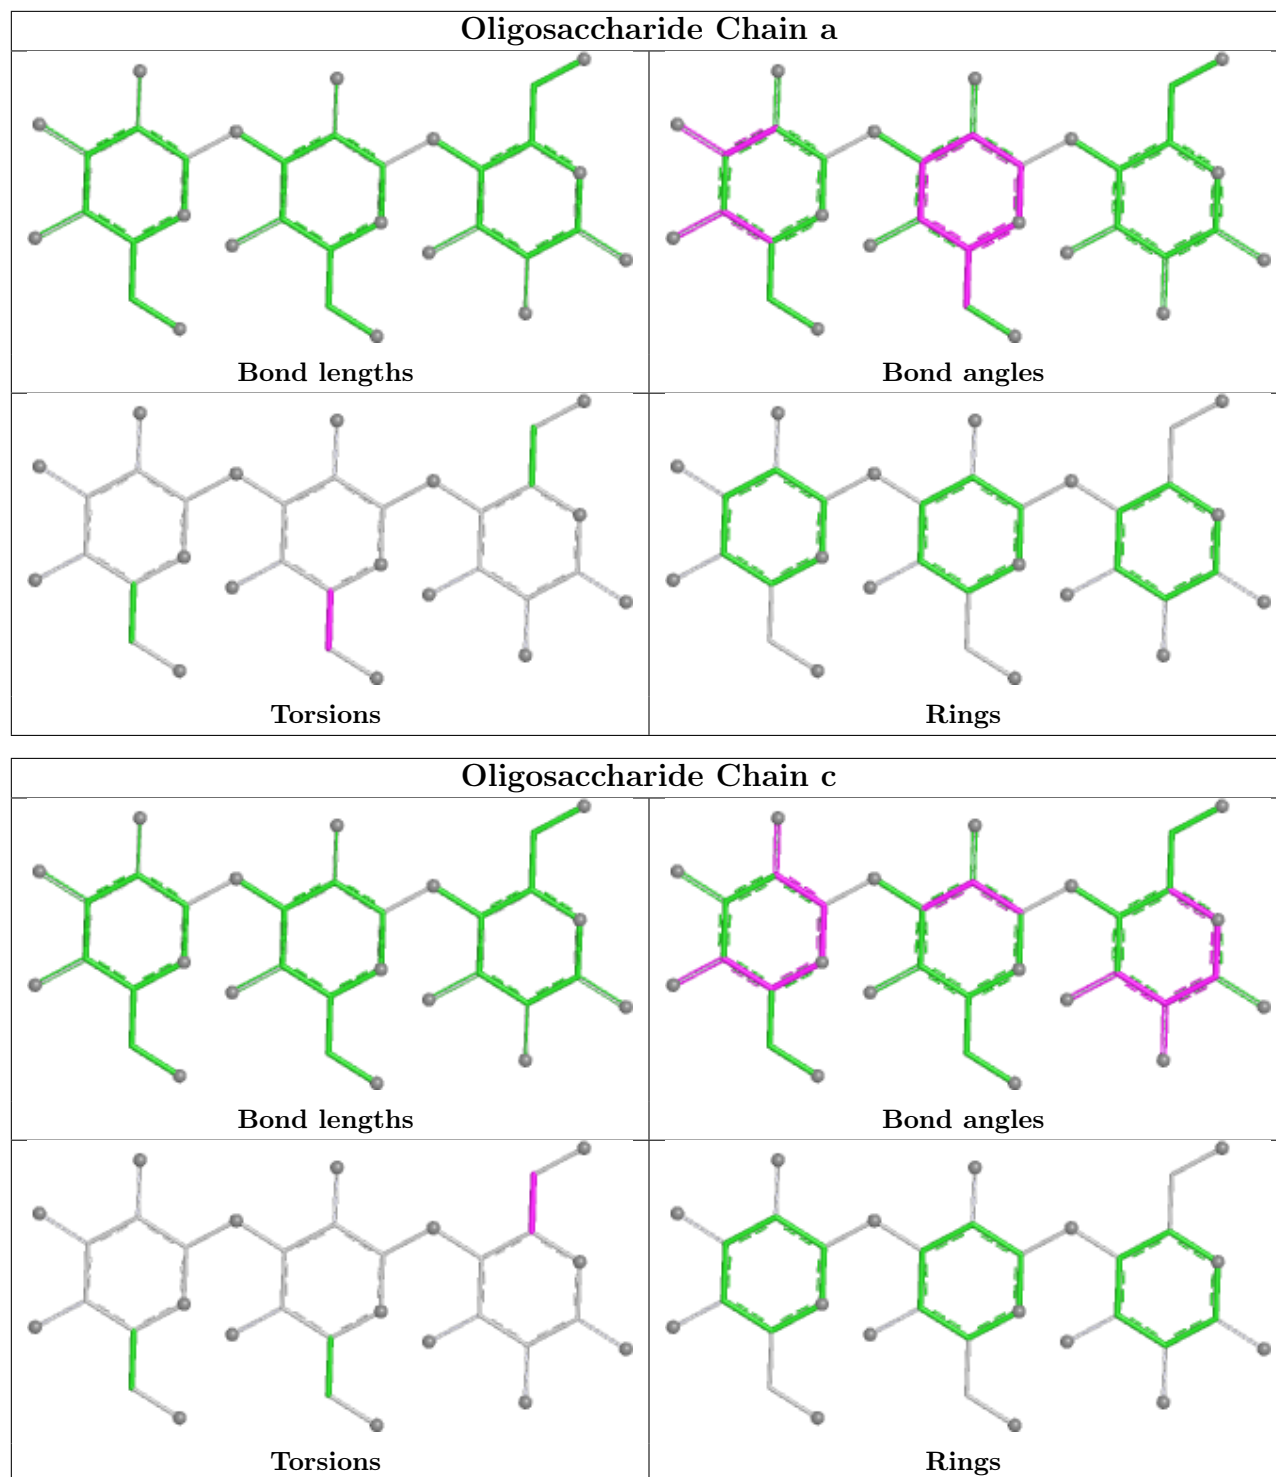 Oligosaccharide Chain a
Bond lengths
Bond angles
Torsions
Rings
Oligosaccharide Chain c
Bond lengths
Bond angles
Torsions
Rings